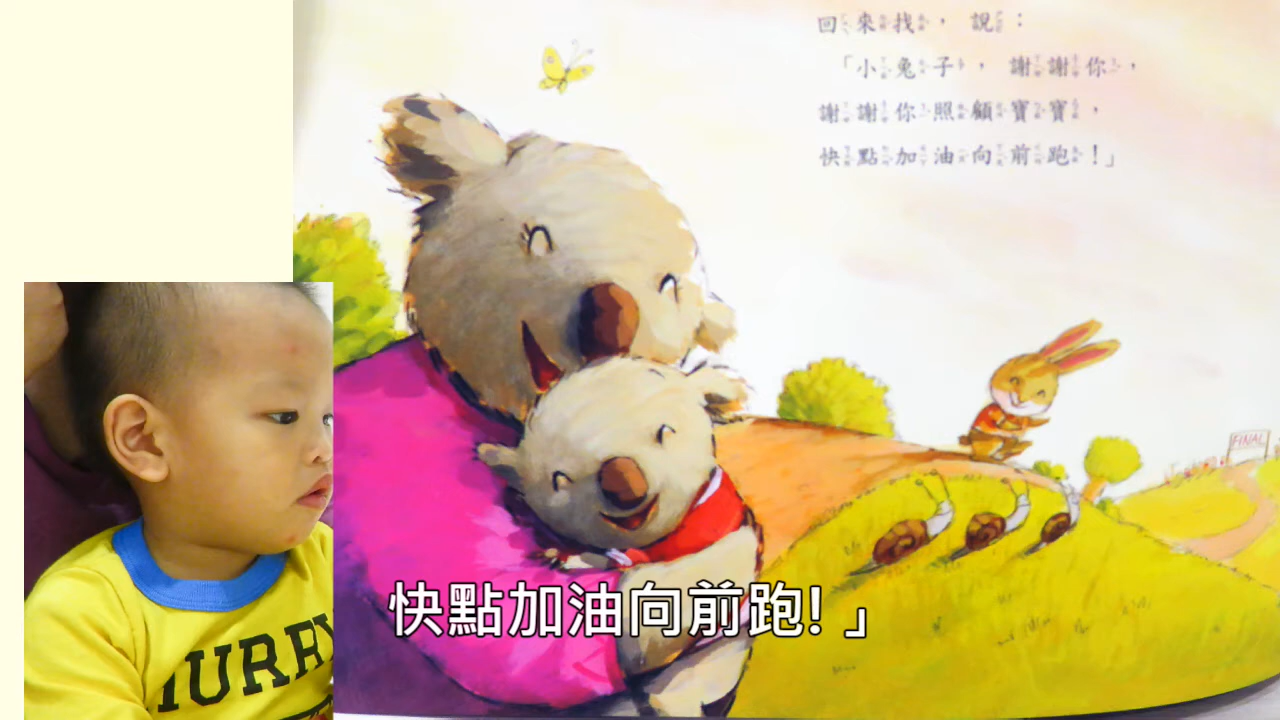 回來找，說：
「小兔子，謝謝你，
謝謝你照顧寶寶，
快點加油向前跑！」
FINAL
HURRY
快點加油向前跑!」